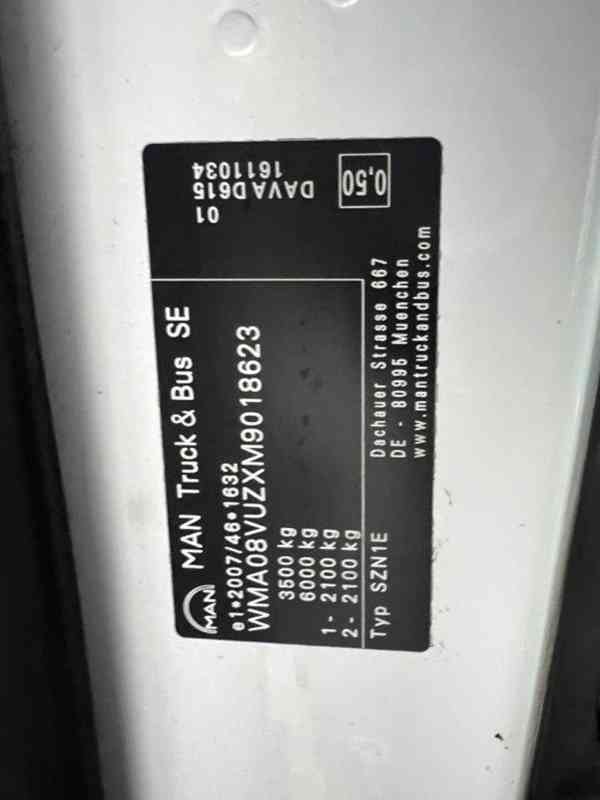 MAN
MAN Truck & Bus SE
e1*2007/46*1632
WMA08VUZXM9018623
3500 kg
6000 kg
1- 2100 kg
2- 2100 kg
Typ SZN1E
Dachauer Strasse 667
DE - 80995 Muenchen
www.mantruckandbus.com
01
DAVA D615
1611034
0,50